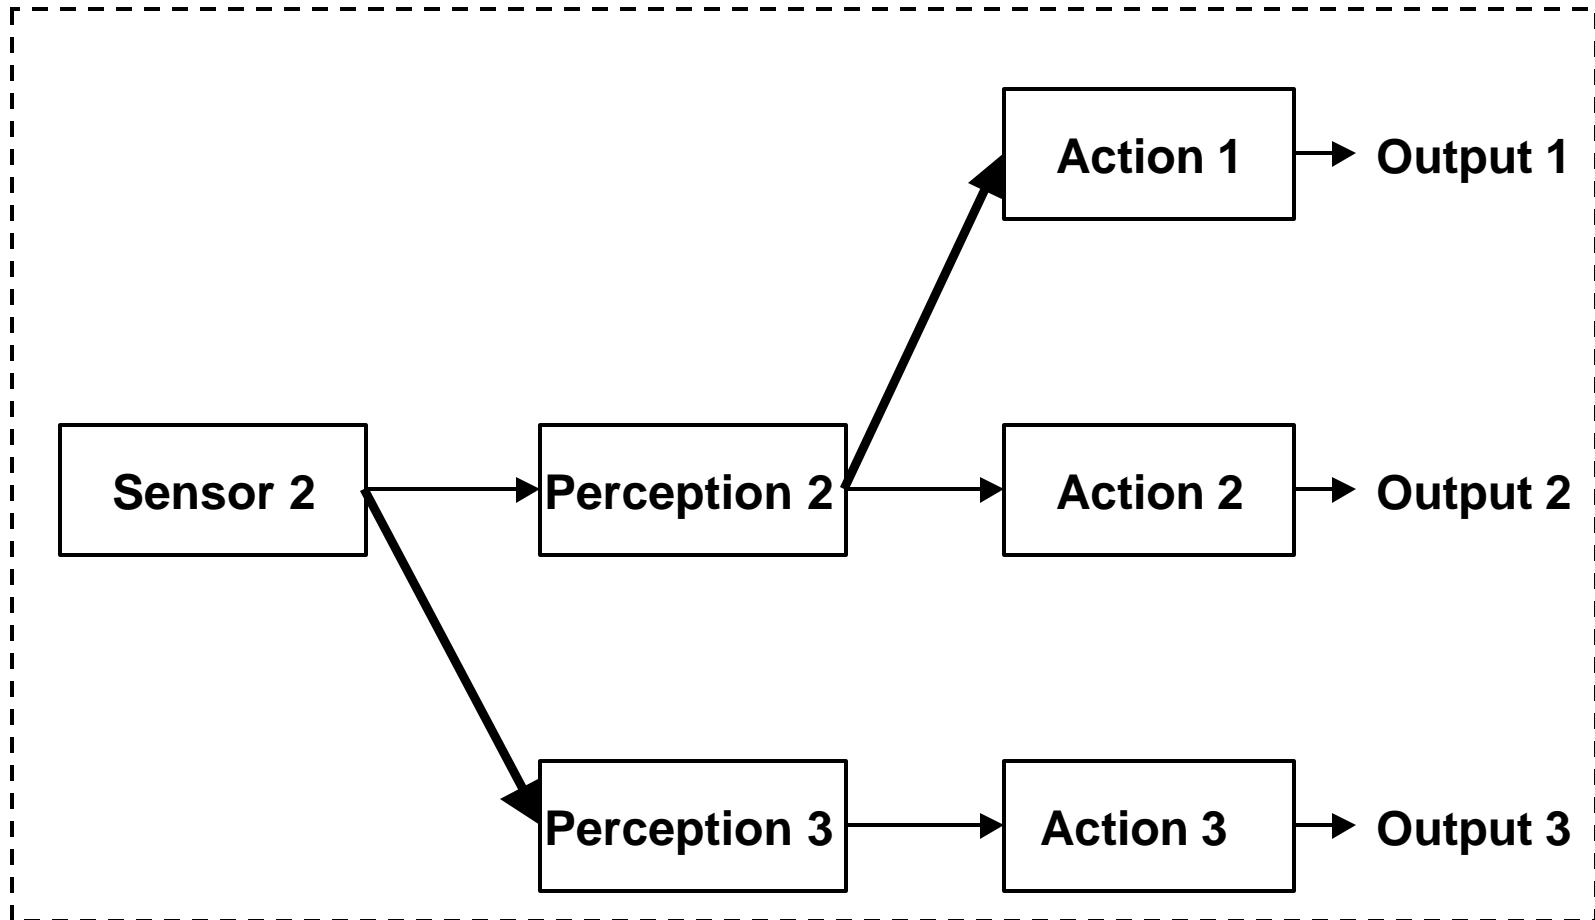 Action 1
Output 1
Sensor 2
Perception 2
Action 2
Output 2
Perception 3
Action 3
Output 3